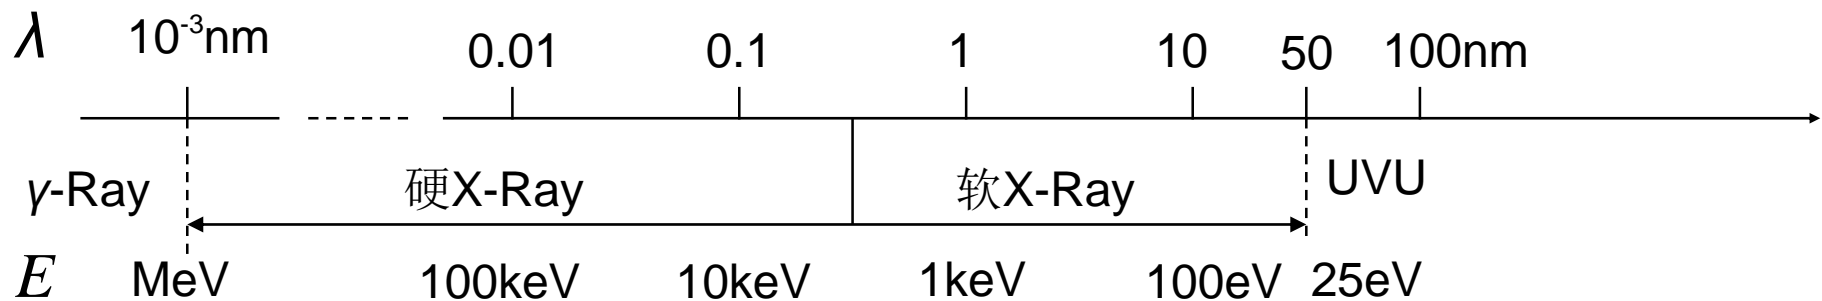 λ 10⁻³nm 0.01 0.1 1 10 50 100nm
γ-Ray 硬X-Ray 软X-Ray UVU
E MeV 100keV 10keV 1keV 100eV 25eV